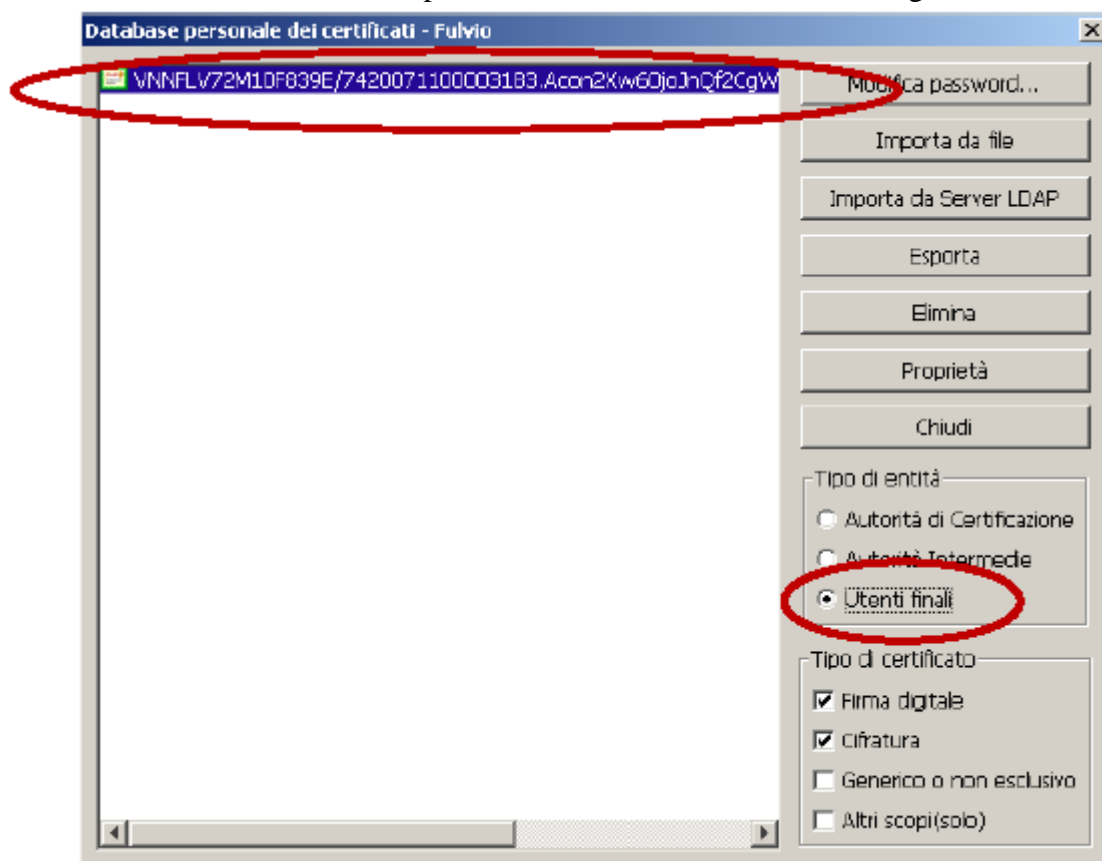 Database personale dei certificati - Fulvio
VNNFLV72M10F839E/7420071100003183.Acon2Kw6OjoJnQf2CgW
Modifica password...
Importa da file
Importa da Server LDAP
Esporta
Elimina
Proprietà
Chiudi
Tipo di entità
Autorità di Certificazione
Autorità Intermedie
Utenti finali
Tipo di certificato
Firma digitale
Cifratura
Generico o non esclusivo
Altri scopi(solo)